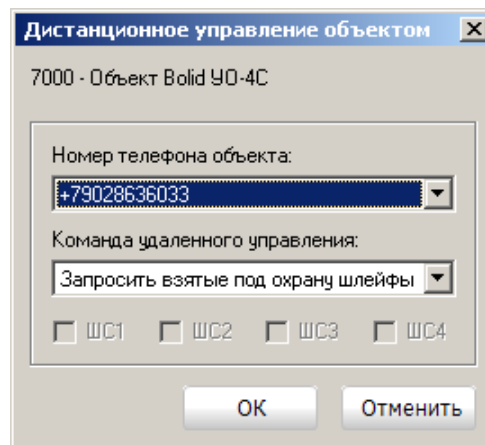 Дистанционное управление объектом
7000 - Объект Bolid УО-4С
Номер телефона объекта:
+79028636033
Команда удаленного управления:
Запросить взятые под охрану шлейфы
ШС1 ШС2 ШС3 ШС4
ОК Отменить